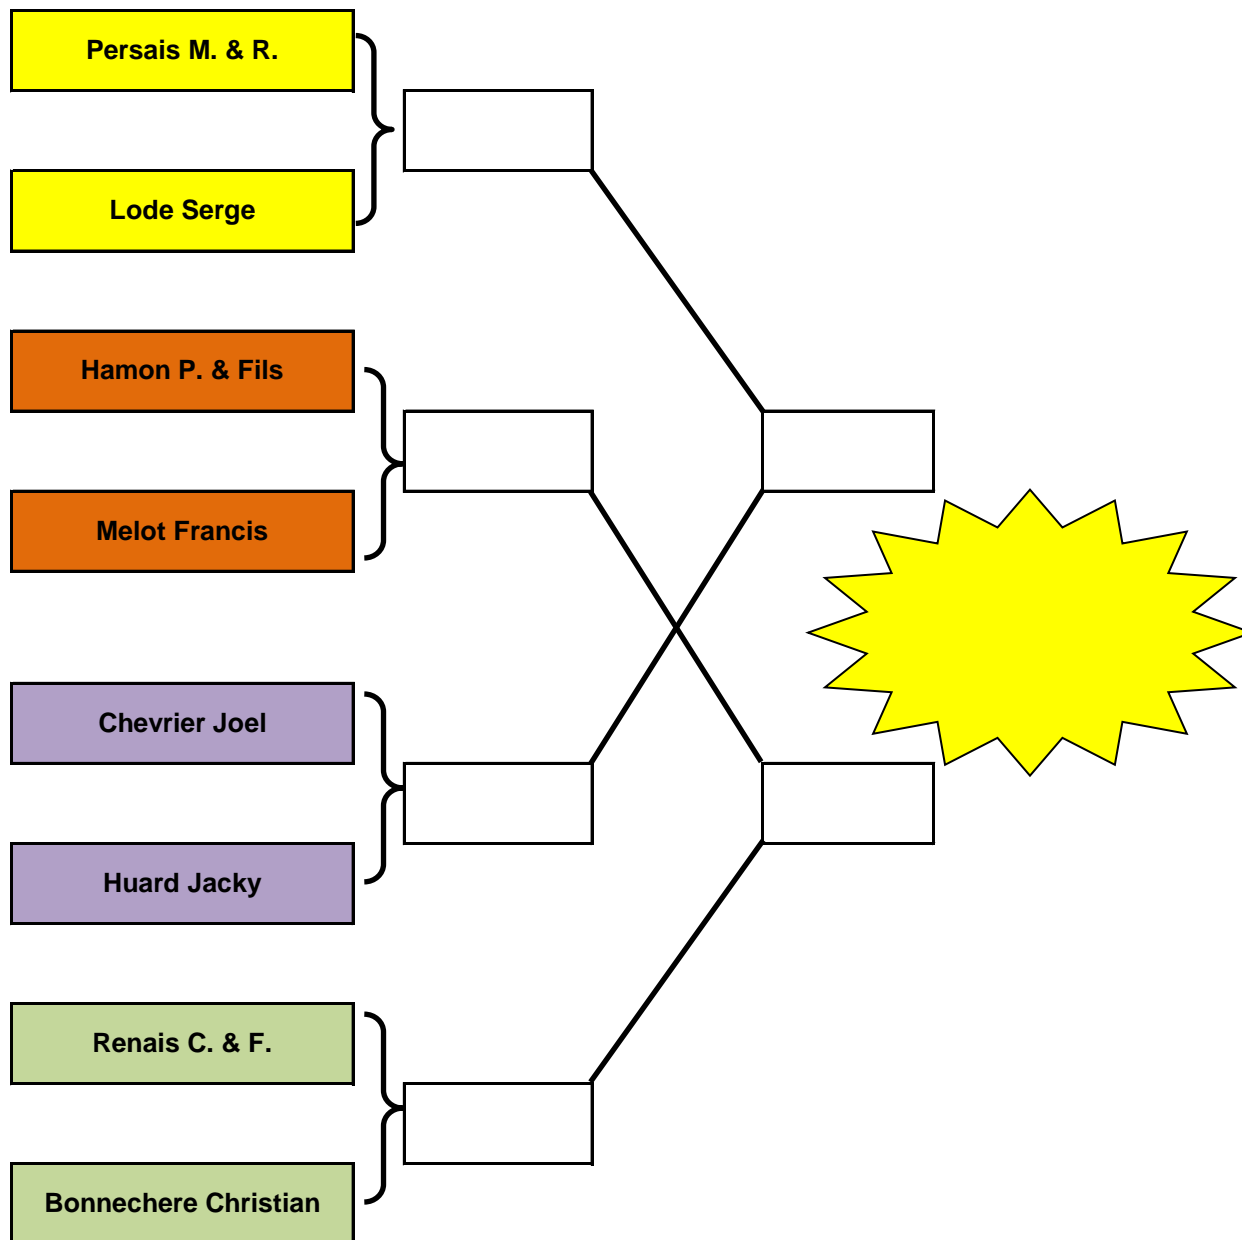 Persais M. & R.
Lode Serge
Hamon P. & Fils
Melot Francis
Chevrier Joel
Huard Jacky
Renais C. & F.
Bonnechere Christian